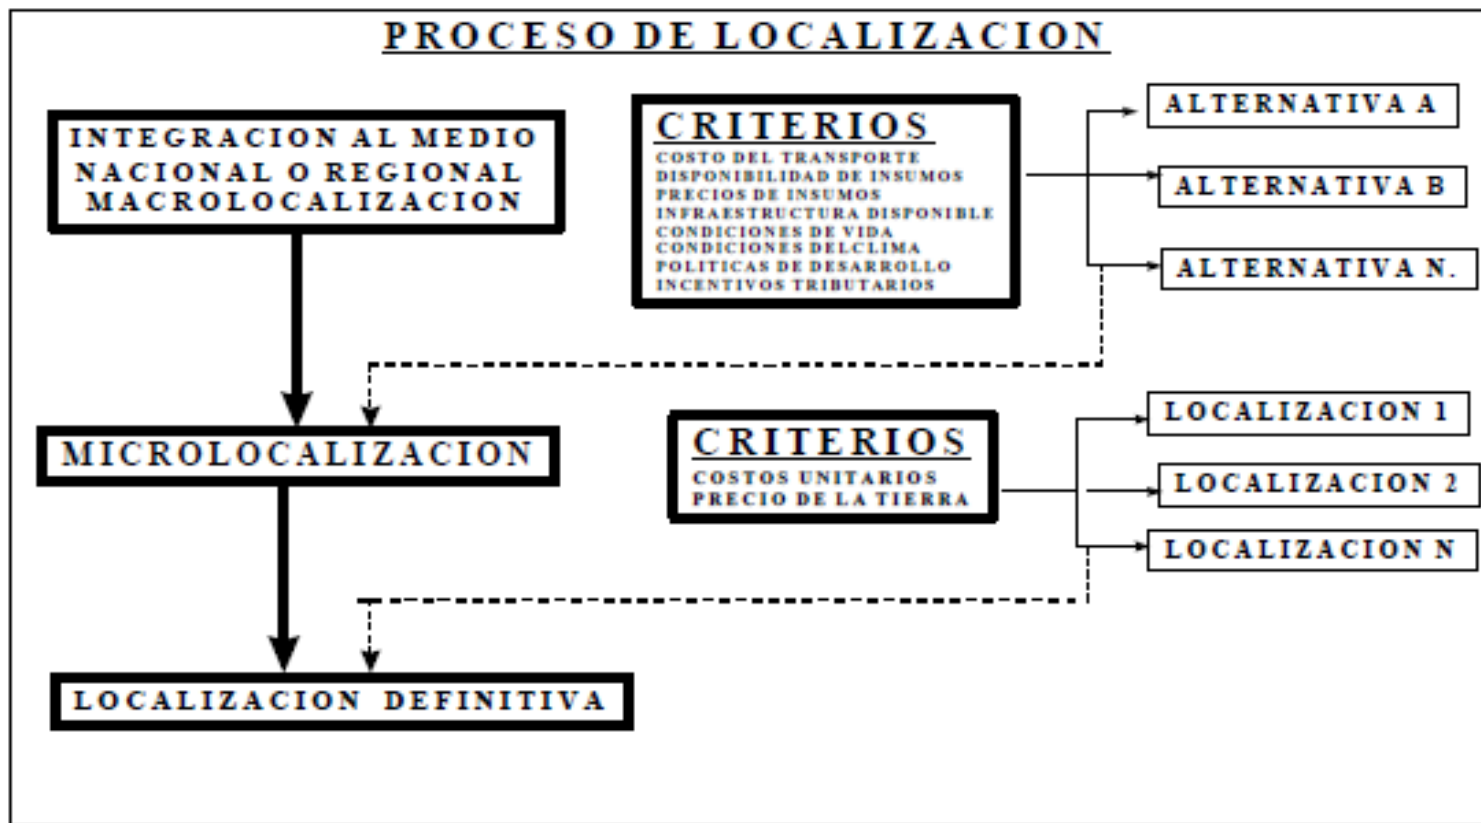 PROCESO DE LOCALIZACION
INTEGRACION AL MEDIO
NACIONAL O REGIONAL
MACROLOCALIZACION
CRITERIOS
COSTO DEL TRANSPORTE
DISPONIBILIDAD DE INSUMOS
PRECIOS DE INSUMOS
INFRAESTRUCTURA DISPONIBLE
CONDICIONES DE VIDA
CONDICIONES DELCLIMA
POLITICAS DE DESARROLLO
INCENTIVOS TRIBUTARIOS
ALTERNATIVA A
ALTERNATIVA B
ALTERNATIVA N.
MICROLOCALIZACION
CRITERIOS
COSTOS UNITARIOS
PRECIO DE LA TIERRA
LOCALIZACION 1
LOCALIZACION 2
LOCALIZACION N
LOCALIZACION DEFINITIVA